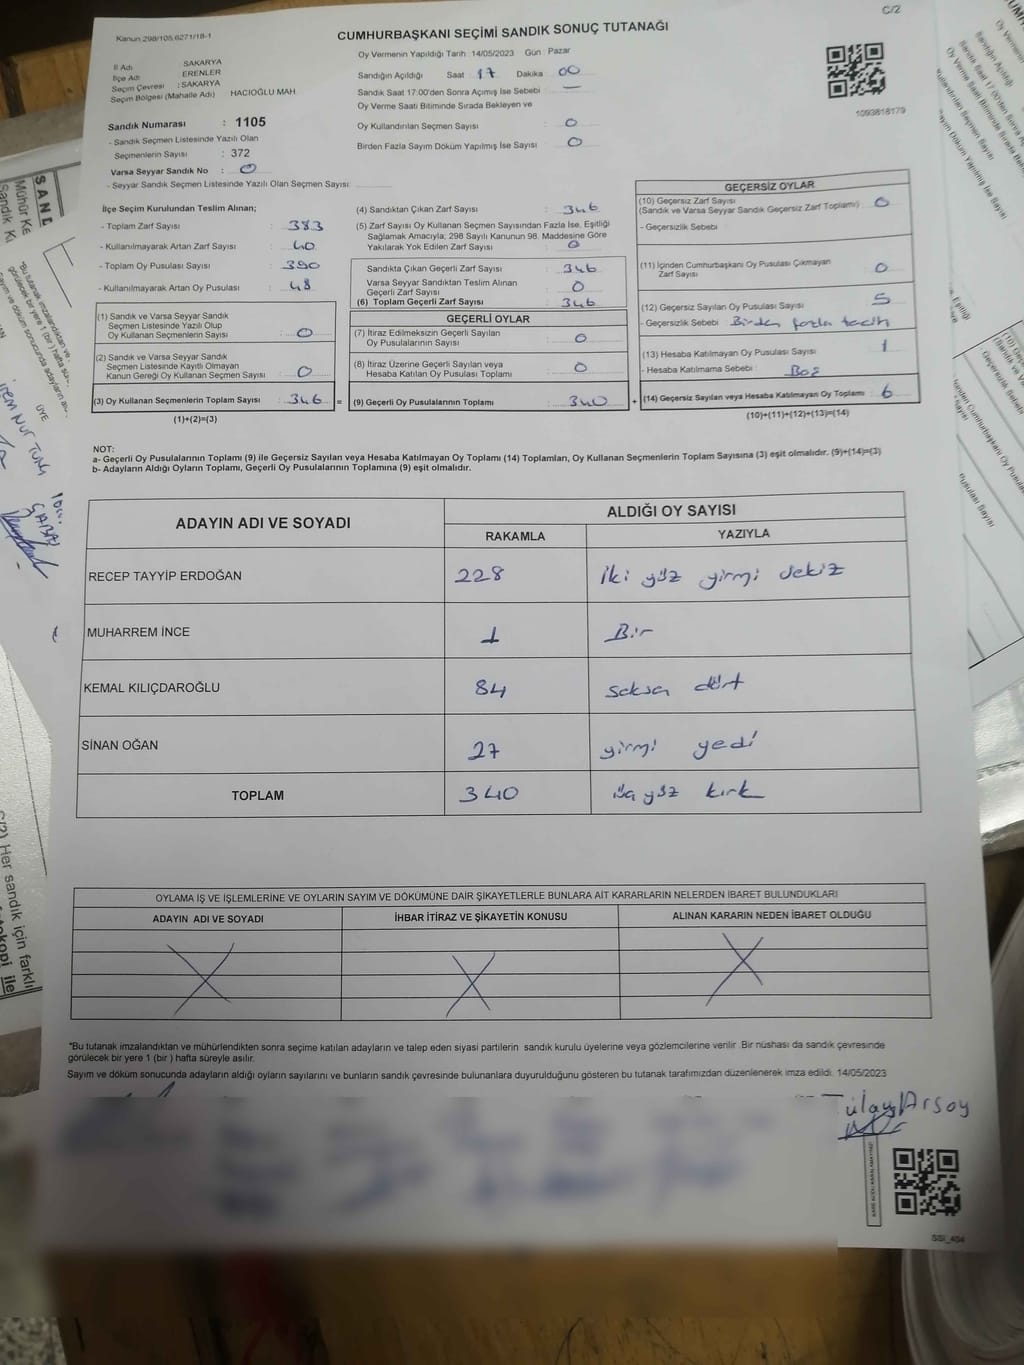 C/2
Kanun 298/105,6271/18-1
CUMHURBAŞKANI SEÇİMİ SANDIK SONUÇ TUTANAĞI
Oy Vermenin Yapıldığı Tarih 14/05/2023 Gün : Pazar
İl Adı SAKARYA
İlçe Adı ERENLER
Seçim Çevresi : SAKARYA
Seçim Bölgesi (Mahalle Adı) HACIOĞLU MAH.
Sandığın Açıldığı Saat 17 Dakika 00
Sandık Saat 17:00'den Sonra Açımış İse Sebebi : —
Oy Verme Saati Bitiminde Sırada Bekleyen ve
Oy Kullandırılan Seçmen Sayısı : 0
Birden Fazla Sayım Döküm Yapılmış İse Sayısı : 0
1093818179
Sandık Numarası : 1105
- Sandık Seçmen Listesinde Yazılı Olan
Seçmenlerin Sayısı : 372
Varsa Seyyar Sandık No : 0
- Seyyar Sandık Seçmen Listesinde Yazılı Olan Seçmen Sayısı:
İlçe Seçim Kurulundan Teslim Alınan;
- Toplam Zarf Sayısı : 383
- Kullanılmayarak Artan Zarf Sayısı : 40
- Toplam Oy Pusulası Sayısı : 390
- Kullanılmayarak Artan Oy Pusulası : 48
(1) Sandık ve Varsa Seyyar Sandık
Seçmen Listesinde Yazılı Olup
Oy Kullanan Seçmenlerin Sayısı : 0
(2) Sandık ve Varsa Seyyar Sandık
Seçmen Listesinde Kayıtlı Olmayan
Kanun Gereği Oy Kullanan Seçmen Sayısı : 0
(3) Oy Kullanan Seçmenlerin Toplam Sayısı : 346 =
(1)+(2)=(3)
(4) Sandıktan Çıkan Zarf Sayısı : 346
(5) Zarf Sayısı Oy Kullanan Seçmen Sayısından Fazla İse, Eşitliği
Sağlamak Amacıyla; 298 Sayılı Kanunun 98. Maddesine Göre
Yakılarak Yok Edilen Zarf Sayısı : 0
Sandıkta Çıkan Geçerli Zarf Sayısı : 346
Varsa Seyyar Sandıktan Teslim Alınan
Geçerli Zarf Sayısı : 0
(6) Toplam Geçerli Zarf Sayısı : 346
GEÇERLİ OYLAR
(7) İtiraz Edilmeksizin Geçerli Sayılan
Oy Pusulalarının Sayısı : 0
(8) İtiraz Üzerine Geçerli Sayılan veya
Hesaba Katılan Oy Pusulası Toplamı : 0
(9) Geçerli Oy Pusulalarının Toplamı : 340 +
GEÇERSİZ OYLAR
(10) Geçersiz Zarf Sayısı
(Sandık ve Varsa Seyyar Sandık Geçersiz Zarf Toplamı) : 0
- Geçersizlik Sebebi
(11) İçinden Cumhurbaşkanı Oy Pusulası Çıkmayan
Zarf Sayısı : 0
(12) Geçersiz Sayılan Oy Pusulası Sayısı : 5
- Geçersizlik Sebebi Birden fazla tecih
(13) Hesaba Katılmayan Oy Pusulası Sayısı : 1
- Hesaba Katılmama Sebebi : Boş
(14) Geçersiz Sayılan veya Hesaba Katılmayan Oy Toplamı : 6
(10)+(11)+(12)+(13)=(14)
NOT:
a- Geçerli Oy Pusulalarının Toplamı (9) ile Geçersiz Sayılan veya Hesaba Katılmayan Oy Toplamı (14) Toplamları, Oy Kullanan Seçmenlerin Toplam Sayısına (3) eşit olmalıdır. (9)+(14)=(3)
b- Adayların Aldığı Oyların Toplamı, Geçerli Oy Pusulalarının Toplamına (9) eşit olmalıdır.
ADAYIN ADI VE SOYADI
ALDIĞI OY SAYISI
RAKAMLA YAZIYLA
RECEP TAYYİP ERDOĞAN 228 İki yüz yirmi sekiz
MUHARREM İNCE 1 Bir
KEMAL KILIÇDAROĞLU 84 seksen dört
SİNAN OĞAN 27 yirmi yedi
TOPLAM 340 üç yüz kırk
OYLAMA İŞ VE İŞLEMLERİNE VE OYLARIN SAYIM VE DÖKÜMÜNE DAİR ŞİKAYETLERLE BUNLARA AİT KARARLARIN NELERDEN İBARET BULUNDUKLARI
ADAYIN ADI VE SOYADI İHBAR İTİRAZ VE ŞİKAYETİN KONUSU ALINAN KARARIN NEDEN İBARET OLDUĞU
*Bu tutanak imzalandıktan ve mühürlendikten sonra seçime katılan adayların ve talep eden siyasi partilerin sandık kurulu üyelerine veya gözlemcilerine verilir. Bir nüshası da sandık çevresinde
görülecek bir yere 1 (bir ) hafta süreyle asılır.
Sayım ve döküm sonucunda adayların aldığı oyların sayılarını ve bunların sandık çevresinde bulunanlara duyurulduğunu gösteren bu tutanak tarafımızdan düzenlenerek imza edildi. 14/05/2023
Tülay Arsoy
SSI_404
C/2) Her sandık için farklı
fotokopi ile